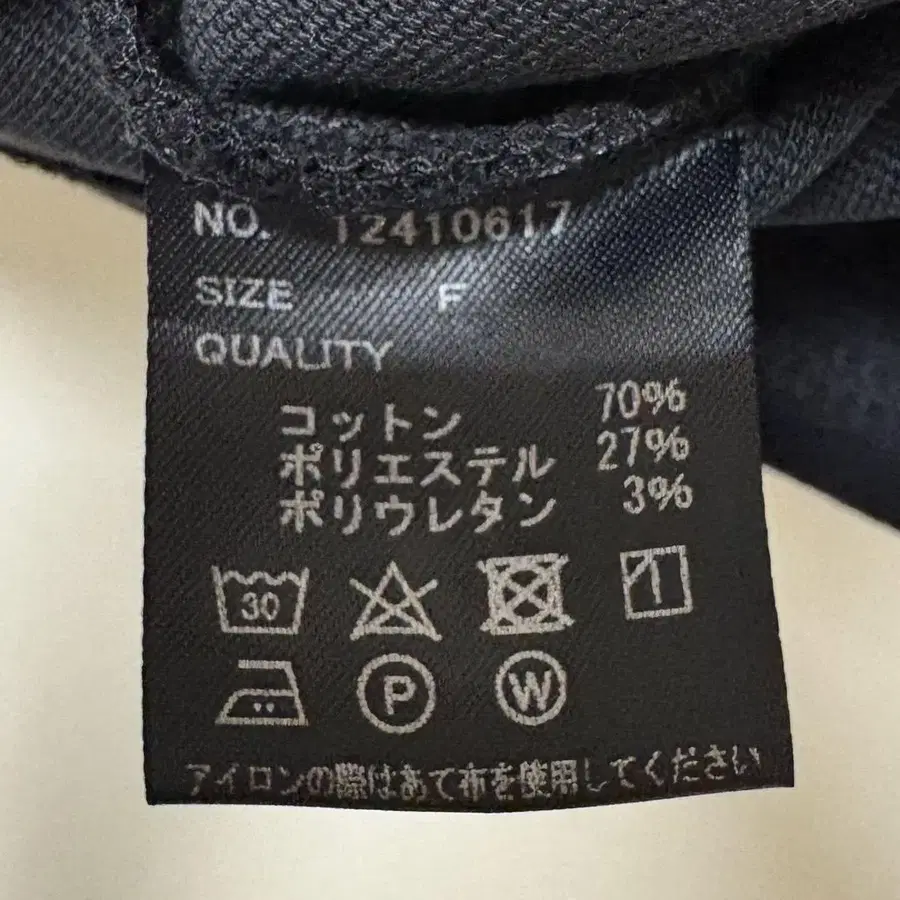 NO. 12410617
SIZE F
QUALITY
コットン 70%
ポリエステル 27%
ポリウレタン 3%
30
P W
アイロンの際はあて布を使用してください